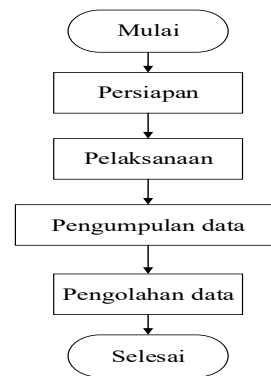 Mulai
Persiapan
Pelaksanaan
Pengumpulan data
Pengolahan data
Selesai